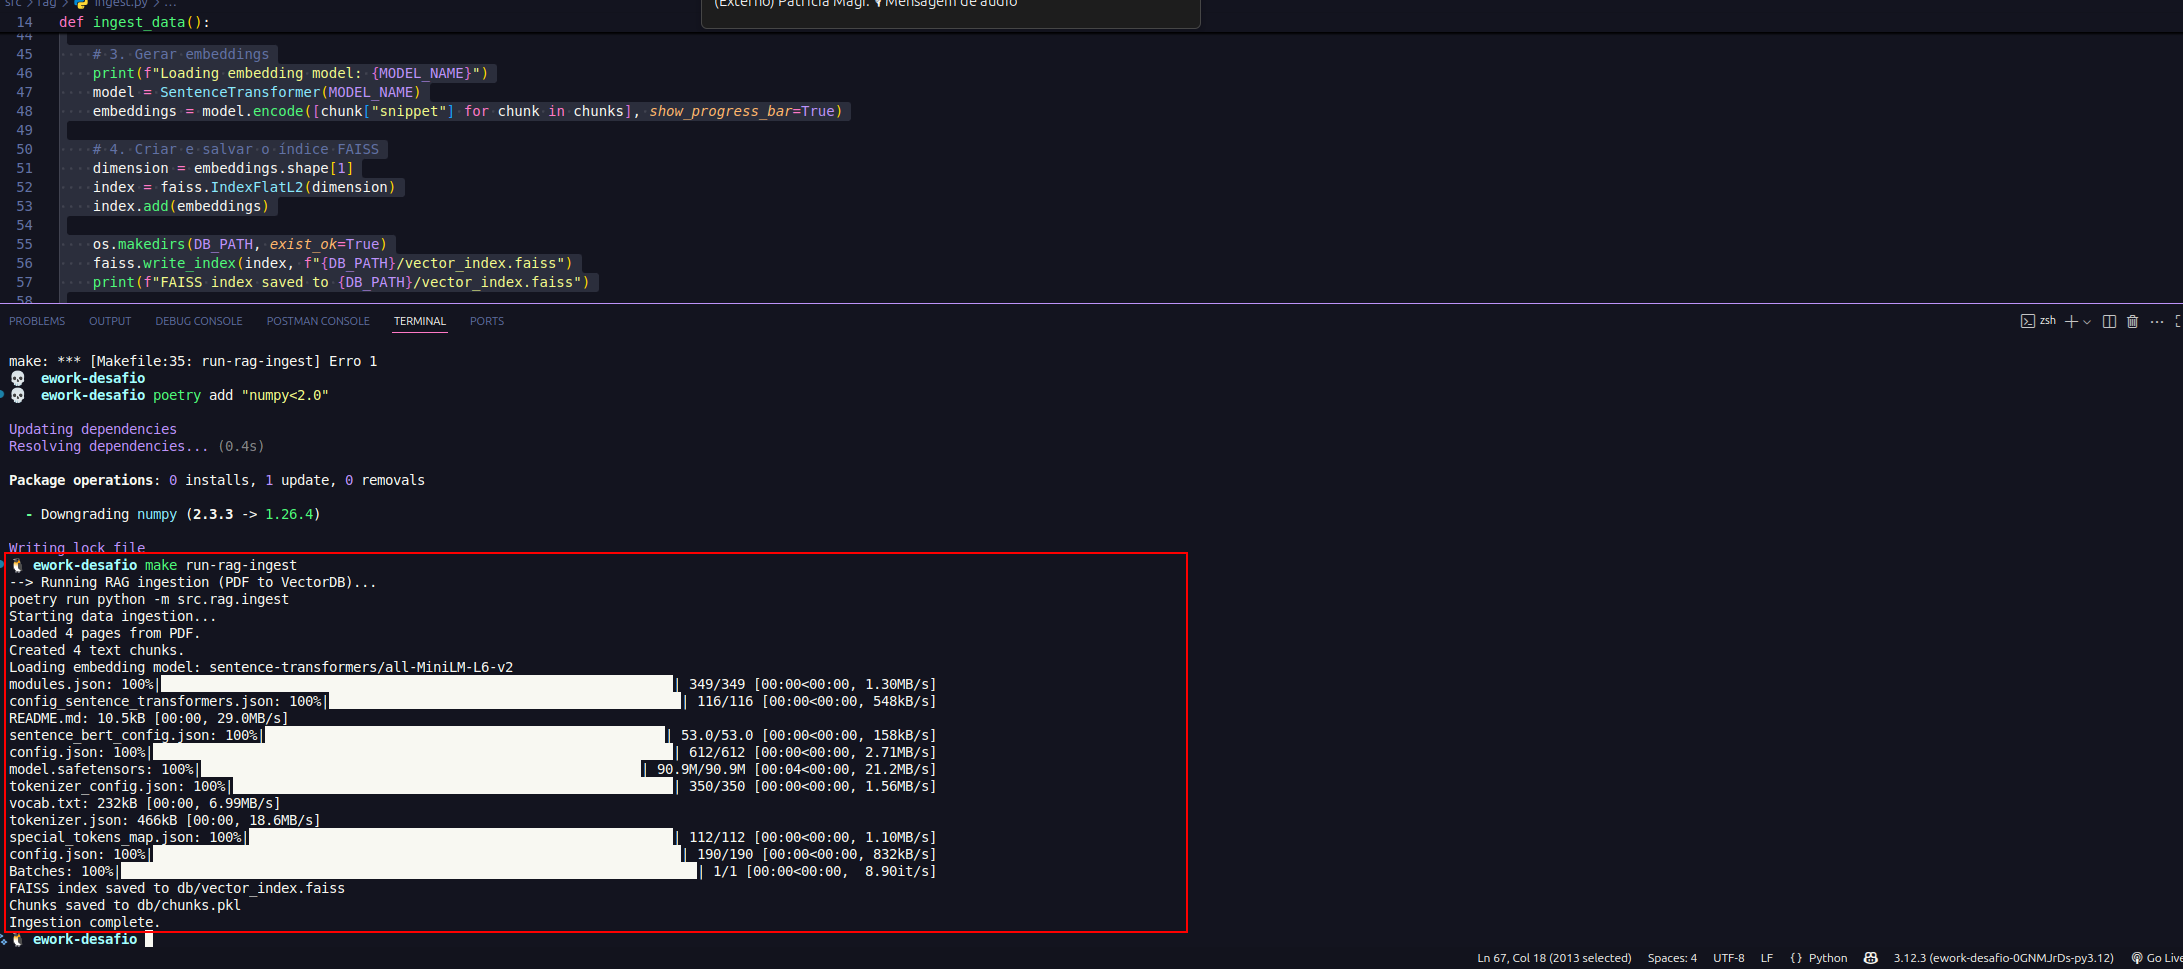 src > rag > ingest.py > ...
(Externo) Patricia Magi: Mensagem de áudio
14 def ingest_data():
44
45 # 3. Gerar embeddings
46 print(f"Loading embedding model: {MODEL_NAME}")
47 model = SentenceTransformer(MODEL_NAME)
48 embeddings = model.encode([chunk["snippet"] for chunk in chunks], show_progress_bar=True)
49
50 # 4. Criar e salvar o índice FAISS
51 dimension = embeddings.shape[1]
52 index = faiss.IndexFlatL2(dimension)
53 index.add(embeddings)
54
55 os.makedirs(DB_PATH, exist_ok=True)
56 faiss.write_index(index, f"{DB_PATH}/vector_index.faiss")
57 print(f"FAISS index saved to {DB_PATH}/vector_index.faiss")
58
PROBLEMS OUTPUT DEBUG CONSOLE POSTMAN CONSOLE TERMINAL PORTS zsh
make: *** [Makefile:35: run-rag-ingest] Erro 1
ework-desafio
ework-desafio poetry add "numpy<2.0"
Updating dependencies
Resolving dependencies... (0.4s)
Package operations: 0 installs, 1 update, 0 removals
- Downgrading numpy (2.3.3 -> 1.26.4)
Writing lock file
ework-desafio make run-rag-ingest
--> Running RAG ingestion (PDF to VectorDB)...
poetry run python -m src.rag.ingest
Starting data ingestion...
Loaded 4 pages from PDF.
Created 4 text chunks.
Loading embedding model: sentence-transformers/all-MiniLM-L6-v2
modules.json: 100%| | 349/349 [00:00<00:00, 1.30MB/s]
config_sentence_transformers.json: 100%| | 116/116 [00:00<00:00, 548kB/s]
README.md: 10.5kB [00:00, 29.0MB/s]
sentence_bert_config.json: 100%| | 53.0/53.0 [00:00<00:00, 158kB/s]
config.json: 100%| | 612/612 [00:00<00:00, 2.71MB/s]
model.safetensors: 100%| | 90.9M/90.9M [00:04<00:00, 21.2MB/s]
tokenizer_config.json: 100%| | 350/350 [00:00<00:00, 1.56MB/s]
vocab.txt: 232kB [00:00, 6.99MB/s]
tokenizer.json: 466kB [00:00, 18.6MB/s]
special_tokens_map.json: 100%| | 112/112 [00:00<00:00, 1.10MB/s]
config.json: 100%| | 190/190 [00:00<00:00, 832kB/s]
Batches: 100%| | 1/1 [00:00<00:00, 8.90it/s]
FAISS index saved to db/vector_index.faiss
Chunks saved to db/chunks.pkl
Ingestion complete.
ework-desafio
Ln 67, Col 18 (2013 selected) Spaces: 4 UTF-8 LF {} Python 3.12.3 (ework-desafio-0GNMJrDs-py3.12) Go Live